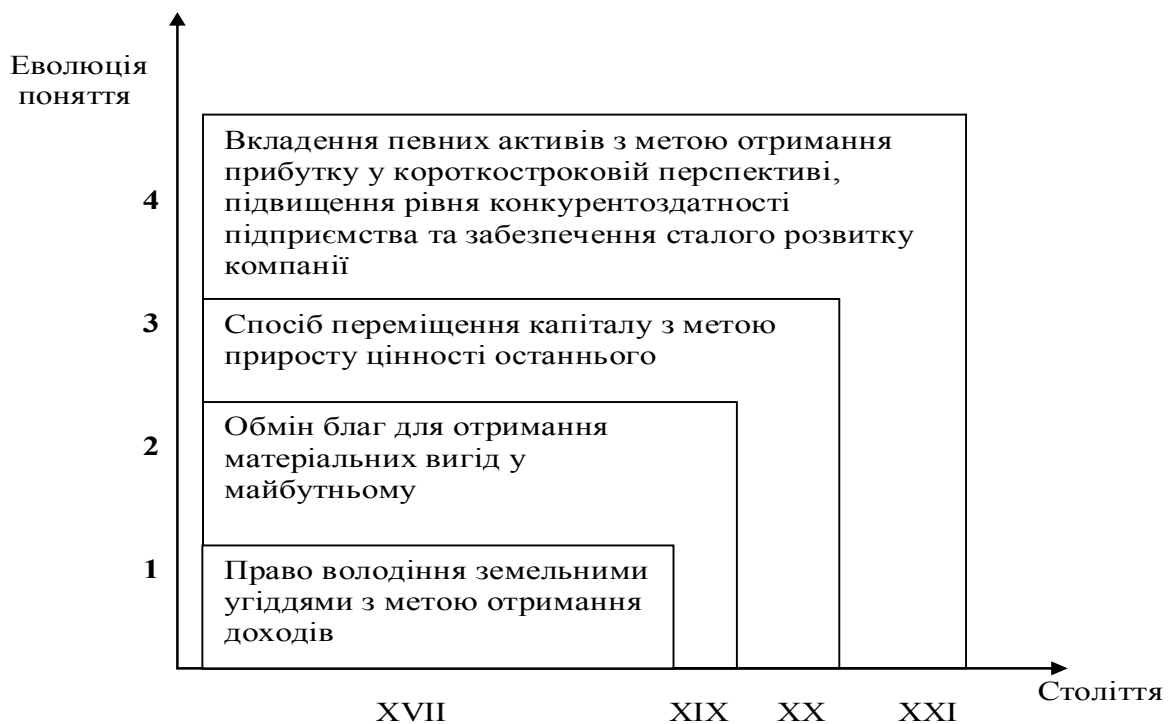 Еволюція
поняття
4
Вкладення певних активів з метою отримання
прибутку у короткостроковій перспективі,
підвищення рівня конкурентоздатності
підприємства та забезпечення сталого розвитку
компанії
3
Спосіб переміщення капіталу з метою
приросту цінності останнього
2
Обмін благ для отримання
матеріальних вигід у
майбутньому
1
Право володіння земельними
угіддями з метою отримання
доходів
Століття
XVII XIX XX XXI